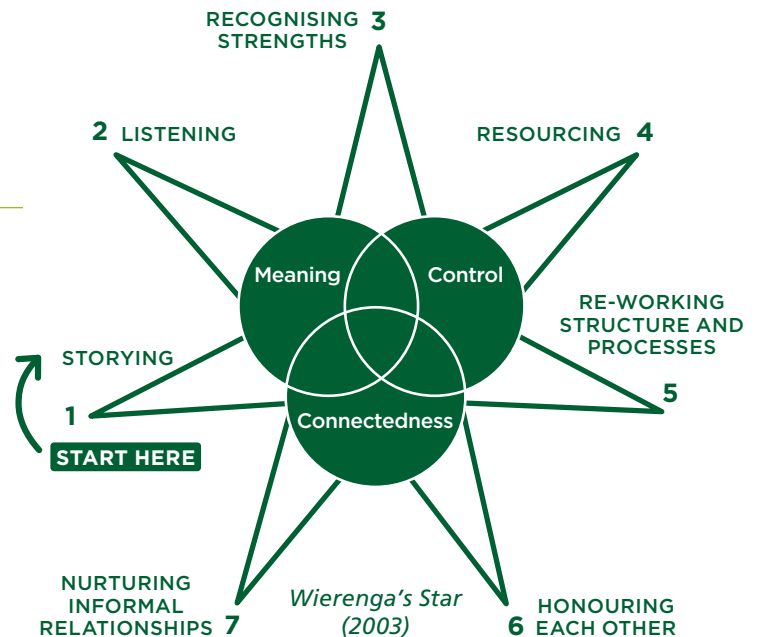 RECOGNISING
STRENGTHS
3
2 LISTENING
RESOURCING 4
Meaning
Control
RE-WORKING
STRUCTURE AND
PROCESSES
5
STORYING
1
START HERE
Connectedness
NURTURING
INFORMAL
RELATIONSHIPS 7
Wierenga's Star
(2003)
HONOURING
6 EACH OTHER